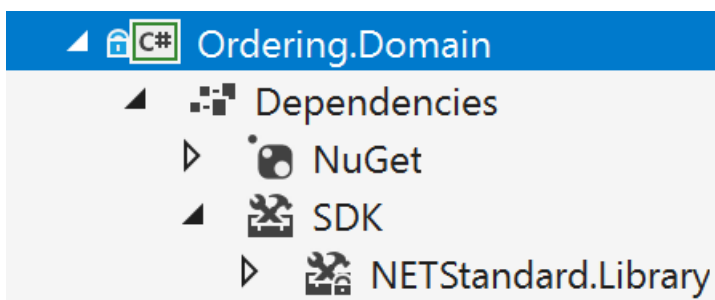 C# Ordering.Domain
Dependencies
NuGet
SDK
NETStandard.Library